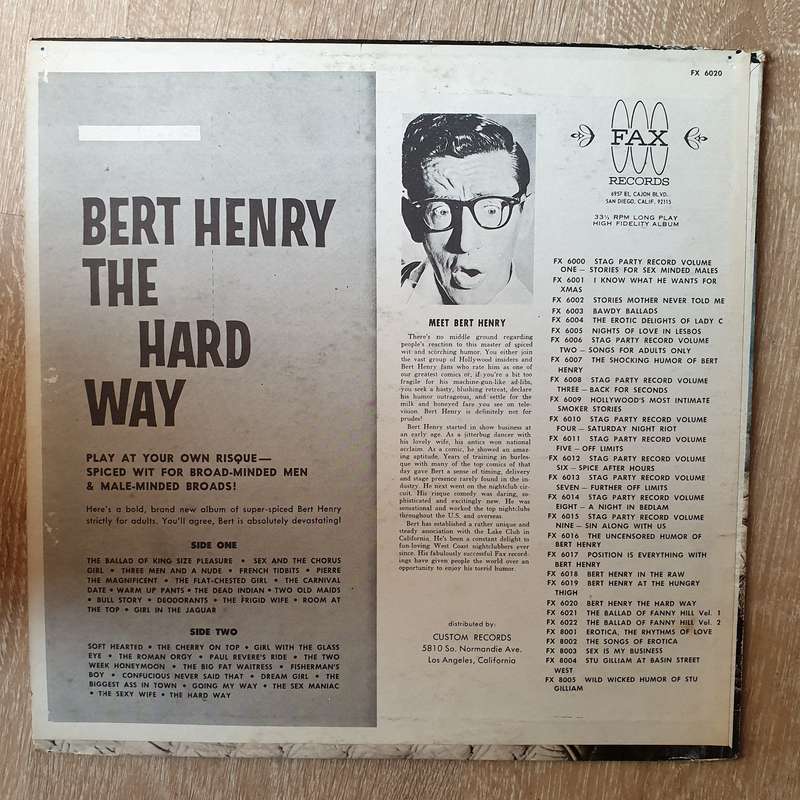 FX 6020
BERT HENRY
THE
HARD
WAY
PLAY AT YOUR OWN RISQUE—
SPICED WIT FOR BROAD-MINDED MEN
& MALE-MINDED BROADS!
Here's a bold, brand new album of super-spiced Bert Henry
strictly for adults. You'll agree, Bert is absolutely devastating!
SIDE ONE
THE BALLAD OF KING SIZE PLEASURE • SEX AND THE CHORUS
GIRL • THREE MEN AND A NUDE • FRENCH TIDBITS • PIERRE
THE MAGNIFICENT • THE FLAT-CHESTED GIRL • THE CARNIVAL
DATE • WARM UP PANTS • THE DEAD INDIAN • TWO OLD MAIDS
• BULL STORY • DEODORANTS • THE FRIGID WIFE • ROOM AT
THE TOP • GIRL IN THE JAGUAR
SIDE TWO
SOFT HEARTED • THE CHERRY ON TOP • GIRL WITH THE GLASS
EYE • THE ROMAN ORGY • PAUL REVERE'S RIDE • THE TWO
WEEK HONEYMOON • THE BIG FAT WAITRESS • FISHERMAN'S
BOY • CONFUCIOUS NEVER SAID THAT • DREAM GIRL • THE
BIGGEST ASS IN TOWN • GOING MY WAY • THE SEX MANIAC
• THE SEXY WIFE • THE HARD WAY
MEET BERT HENRY
There's no middle ground regarding
people's reaction to this master of spiced
wit and scorching humor. You either join
the vast group of Hollywood insiders and
Bert Henry fans who rate him as one of
our greatest comics or, if you're a bit too
fragile for his machine-gun-like ad-libs,
you seek a hasty, blushing retreat, declare
his humor outrageous, and settle for the
milk and honeyed fare you see on tele-
vision. Bert Henry is definitely not for
prudes!
Bert Henry started in show business at
an early age. As a jitterbug dancer with
his lovely wife, his antics won national
acclaim. As a comic, he showed an amaz-
ing aptitude. Years of training in burles-
que with many of the top comics of that
day gave Bert a sense of timing, delivery
and stage presence rarely found in the in-
dustry. He next went on the nightclub cir-
cuit. His risque comedy was daring, so-
phisticated and excitingly new. He was
sensational and worked the top nightclubs
throughout the U.S. and overseas.
Bert has established a rather unique and
steady association with the Lake Club in
California. He's been a constant delight to
fun-loving West Coast nightclubbers ever
since. His fabulously successful Fax record-
ings have given people the world over an
opportunity to enjoy his torrid humor.
distributed by:
CUSTOM RECORDS
5810 So. Normandie Ave.
Los Angeles, California
FAX
RECORDS
6957 EL CAJON BLVD.
SAN DIEGO, CALIF. 92115
33⅓ RPM LONG PLAY
HIGH FIDELITY ALBUM
FX 6000 STAG PARTY RECORD VOLUME
ONE — STORIES FOR SEX MINDED MALES
FX 6001 I KNOW WHAT HE WANTS FOR
XMAS
FX 6002 STORIES MOTHER NEVER TOLD ME
FX 6003 BAWDY BALLADS
FX 6004 THE EROTIC DELIGHTS OF LADY C
FX 6005 NIGHTS OF LOVE IN LESBOS
FX 6006 STAG PARTY RECORD VOLUME
TWO — SONGS FOR ADULTS ONLY
FX 6007 THE SHOCKING HUMOR OF BERT
HENRY
FX 6008 STAG PARTY RECORD VOLUME
THREE — BACK FOR SECONDS
FX 6009 HOLLYWOOD'S MOST INTIMATE
SMOKER STORIES
FX 6010 STAG PARTY RECORD VOLUME
FOUR — SATURDAY NIGHT RIOT
FX 6011 STAG PARTY RECORD VOLUME
FIVE — OFF LIMITS
FX 6012 STAG PARTY RECORD VOLUME
SIX — SPICE AFTER HOURS
FX 6013 STAG PARTY RECORD VOLUME
SEVEN — FURTHER OFF LIMITS
FX 6014 STAG PARTY RECORD VOLUME
EIGHT — A NIGHT IN BEDLAM
FX 6015 STAG PARTY RECORD VOLUME
NINE — SIN ALONG WITH US
FX 6016 THE UNCENSORED HUMOR OF
BERT HENRY
FX 6017 POSITION IS EVERYTHING WITH
BERT HENRY
FX 6018 BERT HENRY IN THE RAW
FX 6019 BERT HENRY AT THE HUNGRY
THIGH
FX 6020 BERT HENRY THE HARD WAY
FX 6021 THE BALLAD OF FANNY HILL Vol. 1
FX 6022 THE BALLAD OF FANNY HILL Vol. 2
FX 8001 EROTICA, THE RHYTHMS OF LOVE
FX 8002 THE SONGS OF EROTICA
FX 8003 SEX IS MY BUSINESS
FX 8004 STU GILLIAM AT BASIN STREET
WEST
FX 8005 WILD WICKED HUMOR OF STU
GILLIAM